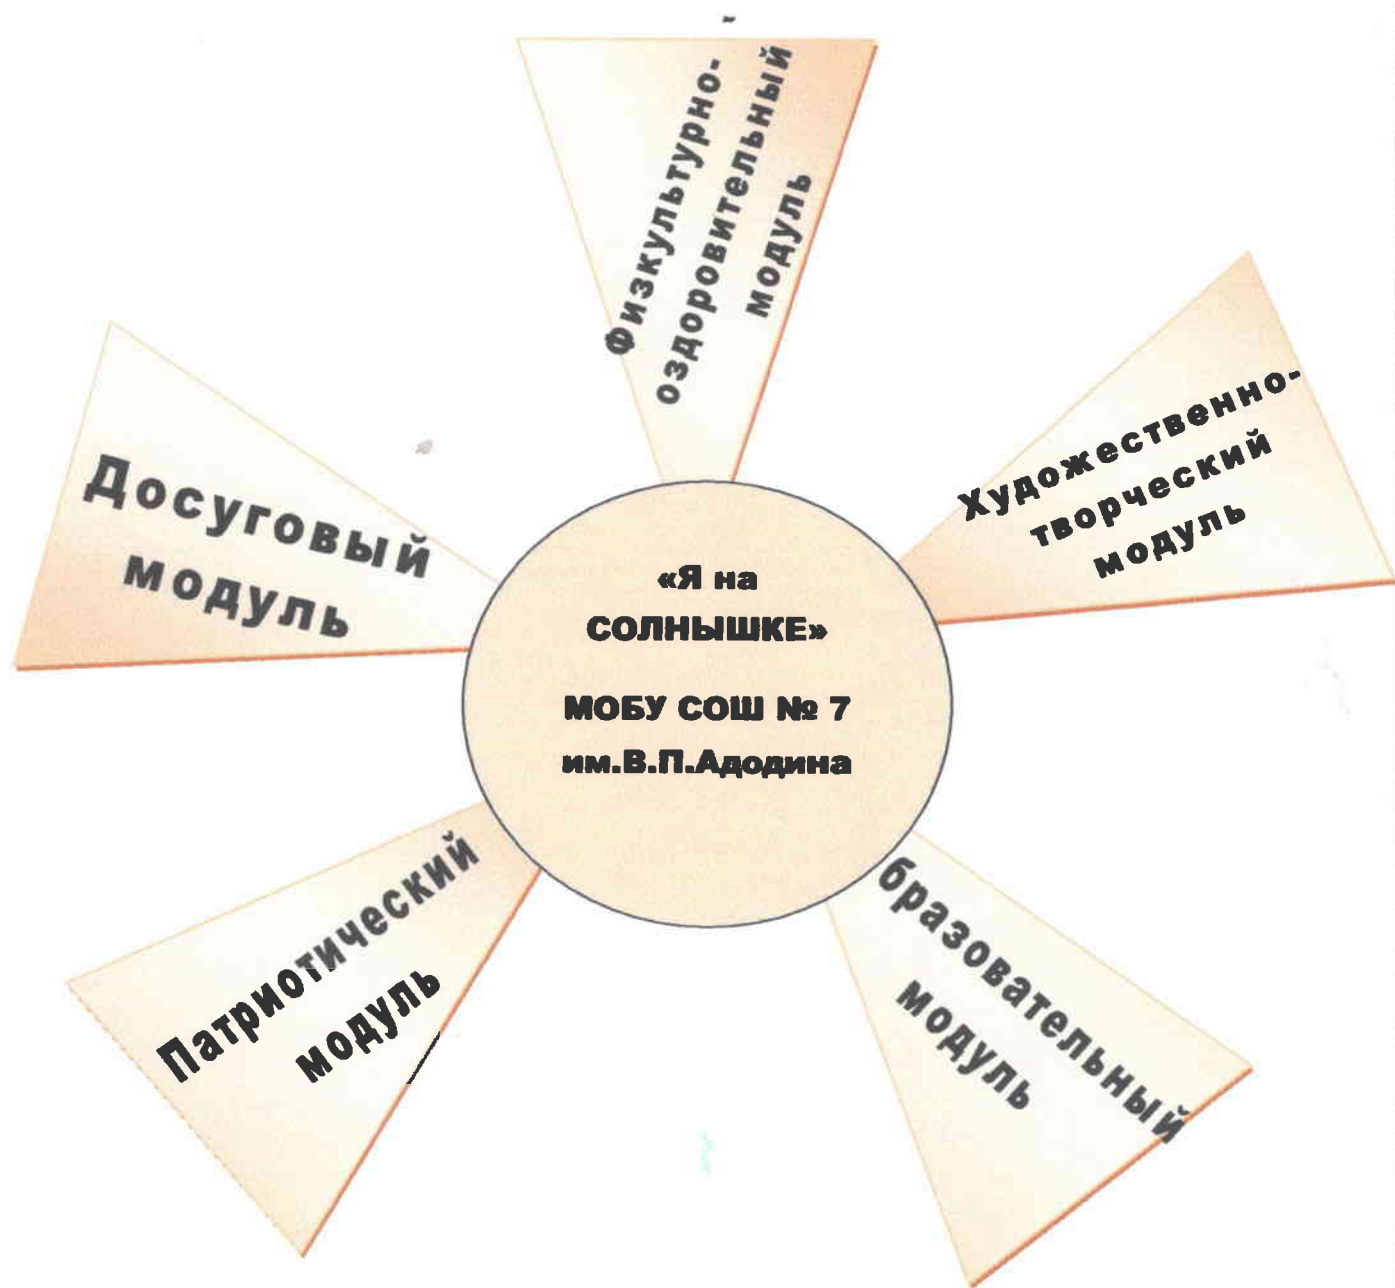 «Я на
СОЛНЫШКЕ»
МОБУ СОШ № 7
им.В.П.Адодина
Физкультурно-
оздоровительный
модуль
Художественно-
творческий
модуль
бразовательный
модуль
Патриотический
модуль
Досуговый
модуль